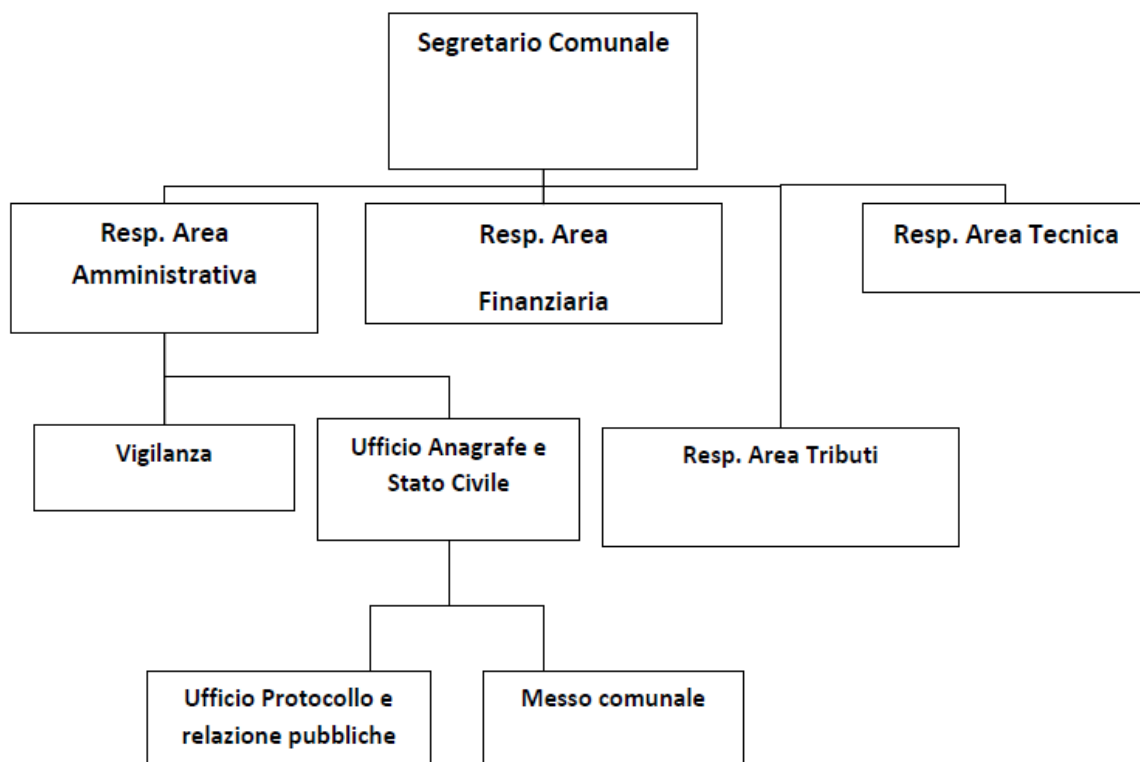 Segretario Comunale
Resp. Area
Amministrativa
Resp. Area
Finanziaria
Resp. Area Tecnica
Vigilanza
Ufficio Anagrafe e
Stato Civile
Resp. Area Tributi
Ufficio Protocollo e
relazione pubbliche
Messo comunale